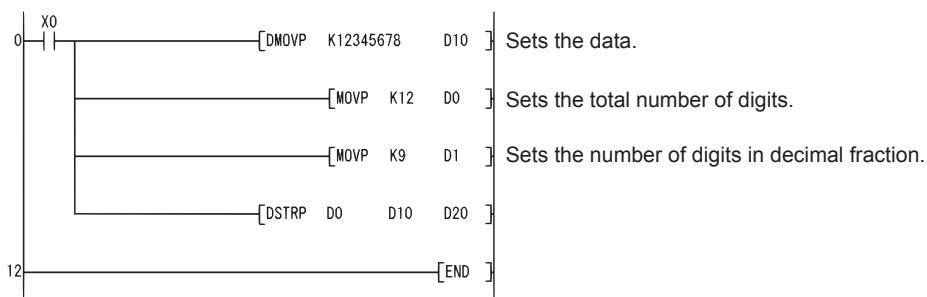 X0
0 DMOVP K12345678 D10 Sets the data.
MOVP K12 D0 Sets the total number of digits.
MOVP K9 D1 Sets the number of digits in decimal fraction.
DSTRP D0 D10 D20
12 END